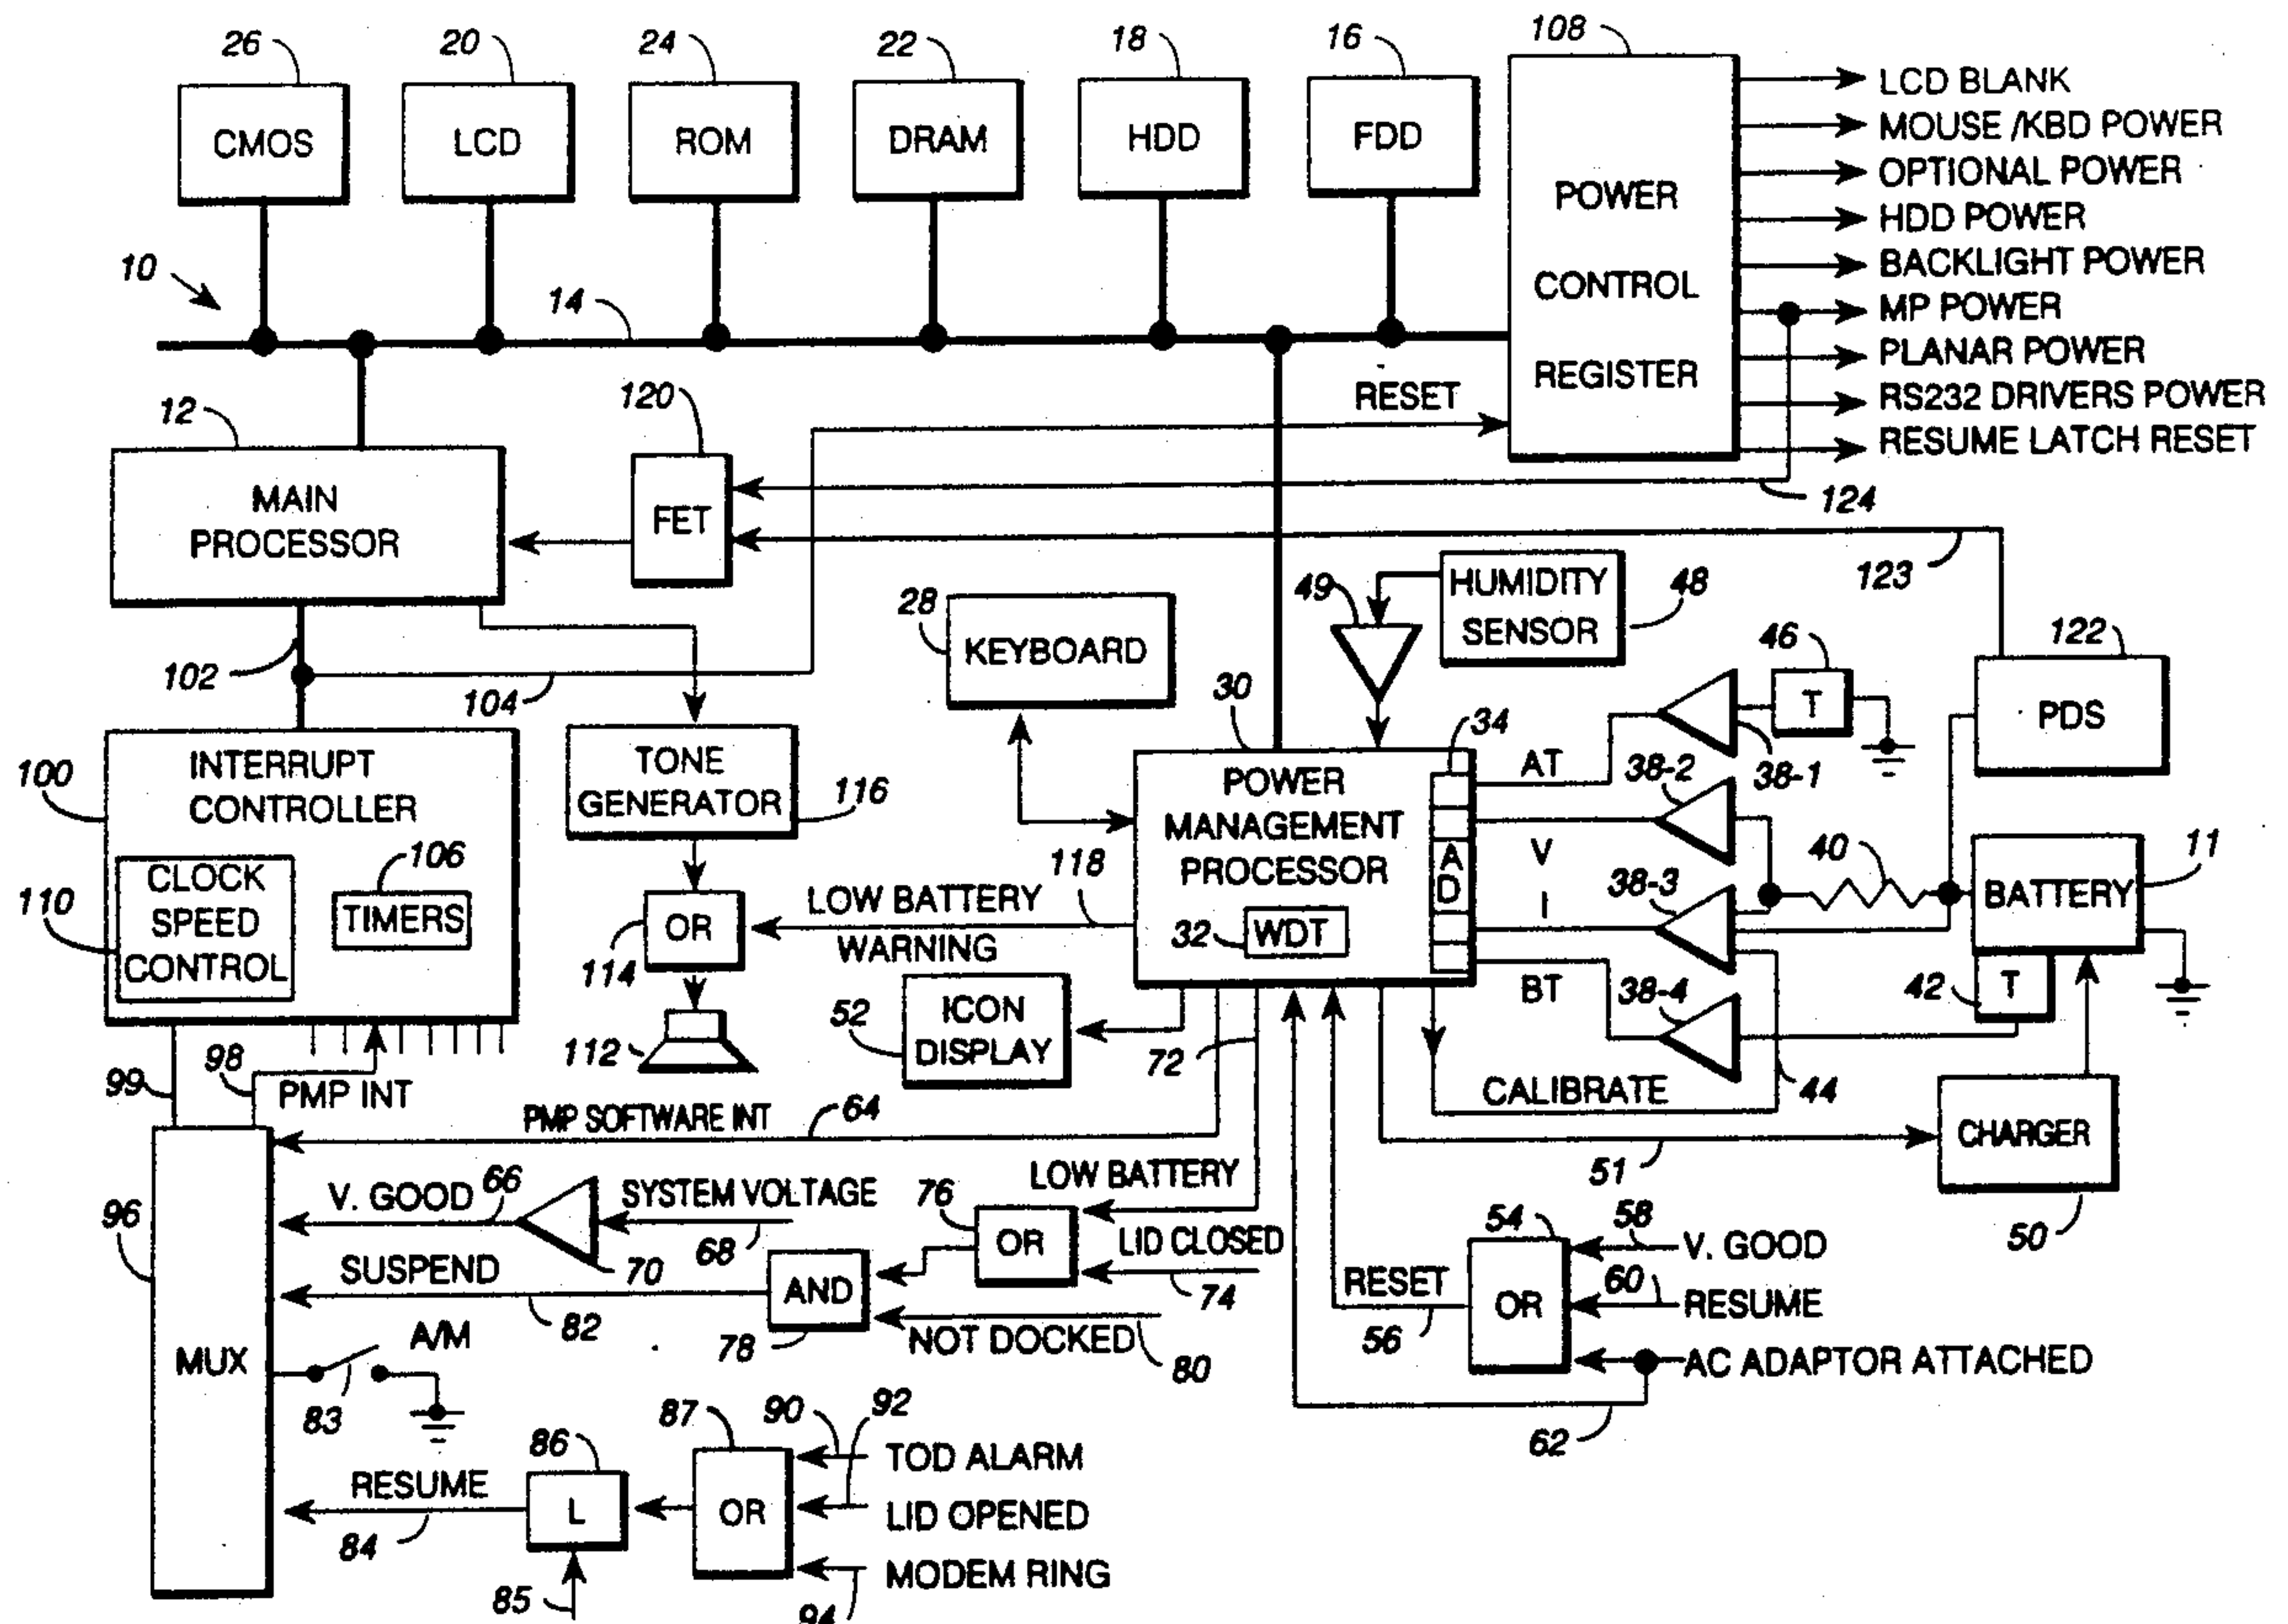 26 20 24 22 18 16 108
CMOS LCD ROM DRAM HDD FDD
POWER
CONTROL
REGISTER
LCD BLANK
MOUSE /KBD POWER
OPTIONAL POWER
HDD POWER
BACKLIGHT POWER
MP POWER
PLANAR POWER
RS232 DRIVERS POWER
RESUME LATCH RESET
10 14
12 120 RESET
MAIN
PROCESSOR
FET
124
123
49 HUMIDITY
SENSOR
48
28 KEYBOARD
46 T
122
PDS
102 104
30 34
38-1
38-2
AT
100
INTERRUPT
CONTROLLER
TONE
GENERATOR
116
POWER
MANAGEMENT
PROCESSOR
A
D
V
I
BT
38-3
38-4
40
BATTERY
11
42 T
106
TIMERS
110
CLOCK
SPEED
CONTROL
118
LOW BATTERY
WARNING
OR
114
112
32 WDT
52
ICON
DISPLAY
72
CALIBRATE
44
CHARGER
50
51
99 98
PMP INT
PMP SOFTWARE INT
64
LOW BATTERY
V. GOOD 66
SYSTEM VOLTAGE
68
70
76
OR
LID CLOSED
74
96
MUX
SUSPEND
82
AND
78
NOT DOCKED
80
A/M
83
54
OR
RESET
56
58
V. GOOD
60
RESUME
AC ADAPTOR ATTACHED
62
RESUME
84
86
L
85
87
OR
90 92
TOD ALARM
LID OPENED
MODEM RING
94